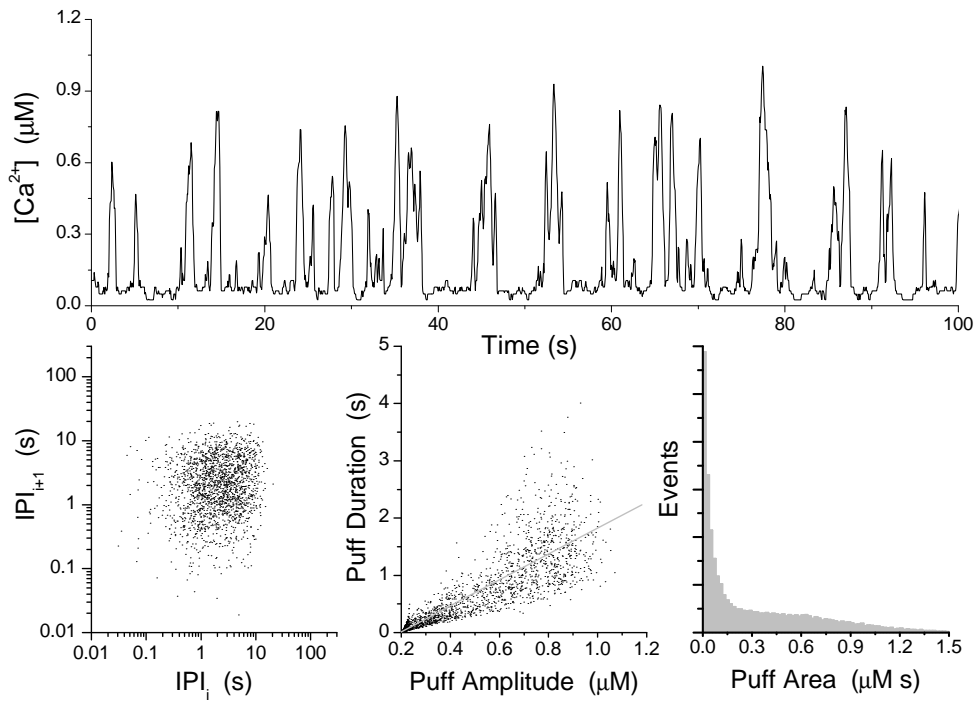 1.2
0.9
0.6
0.3
0.0
[Ca²⁺] (μM)
0 20 40 60 80 100
Time (s)
100
10
1
0.1
0.01
IPIᵢ₊₁ (s)
0.01 0.1 1 10 100
IPIᵢ (s)
5
4
3
2
1
0
Puff Duration (s)
0.2 0.4 0.6 0.8 1.0 1.2
Puff Amplitude (μM)
Events
0.0 0.3 0.6 0.9 1.2 1.5
Puff Area (μM s)